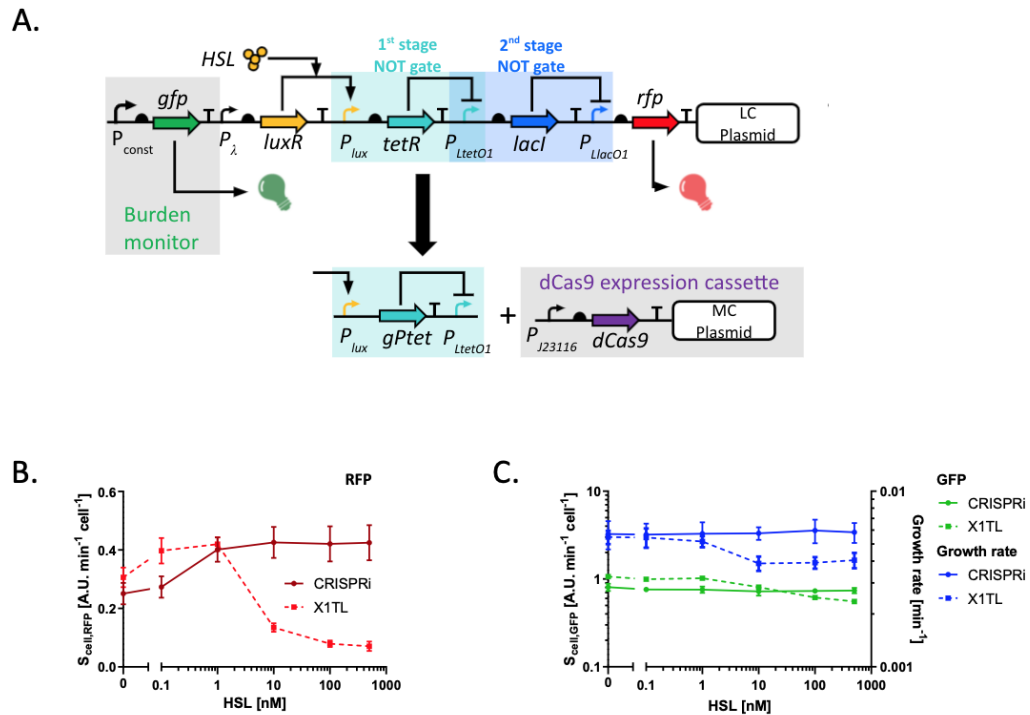 A.
HSL
1st stage
NOT gate
2nd stage
NOT gate
gfp
luxR
tetR
lacI
rfp
LC
Plasmid
Pconst
Pλ
Plux
PLtetO1
PLlacO1
Burden
monitor
dCas9 expression cassette
Plux
gPtet
PLtetO1
+
PJ23116
dCas9
MC
Plasmid
B.
RFP
Scell,RFP [A.U. min-1 cell-1]
0.6
0.4
0.2
0.0
0
0.1
1
10
100
1000
HSL [nM]
CRISPRi
X1TL
C.
Scell,GFP [A.U. min-1 cell-1]
10
1
0.1
0
0.1
1
10
100
1000
HSL [nM]
0.01
0.001
Growth rate [min-1]
GFP
CRISPRi
X1TL
Growth rate
CRISPRi
X1TL